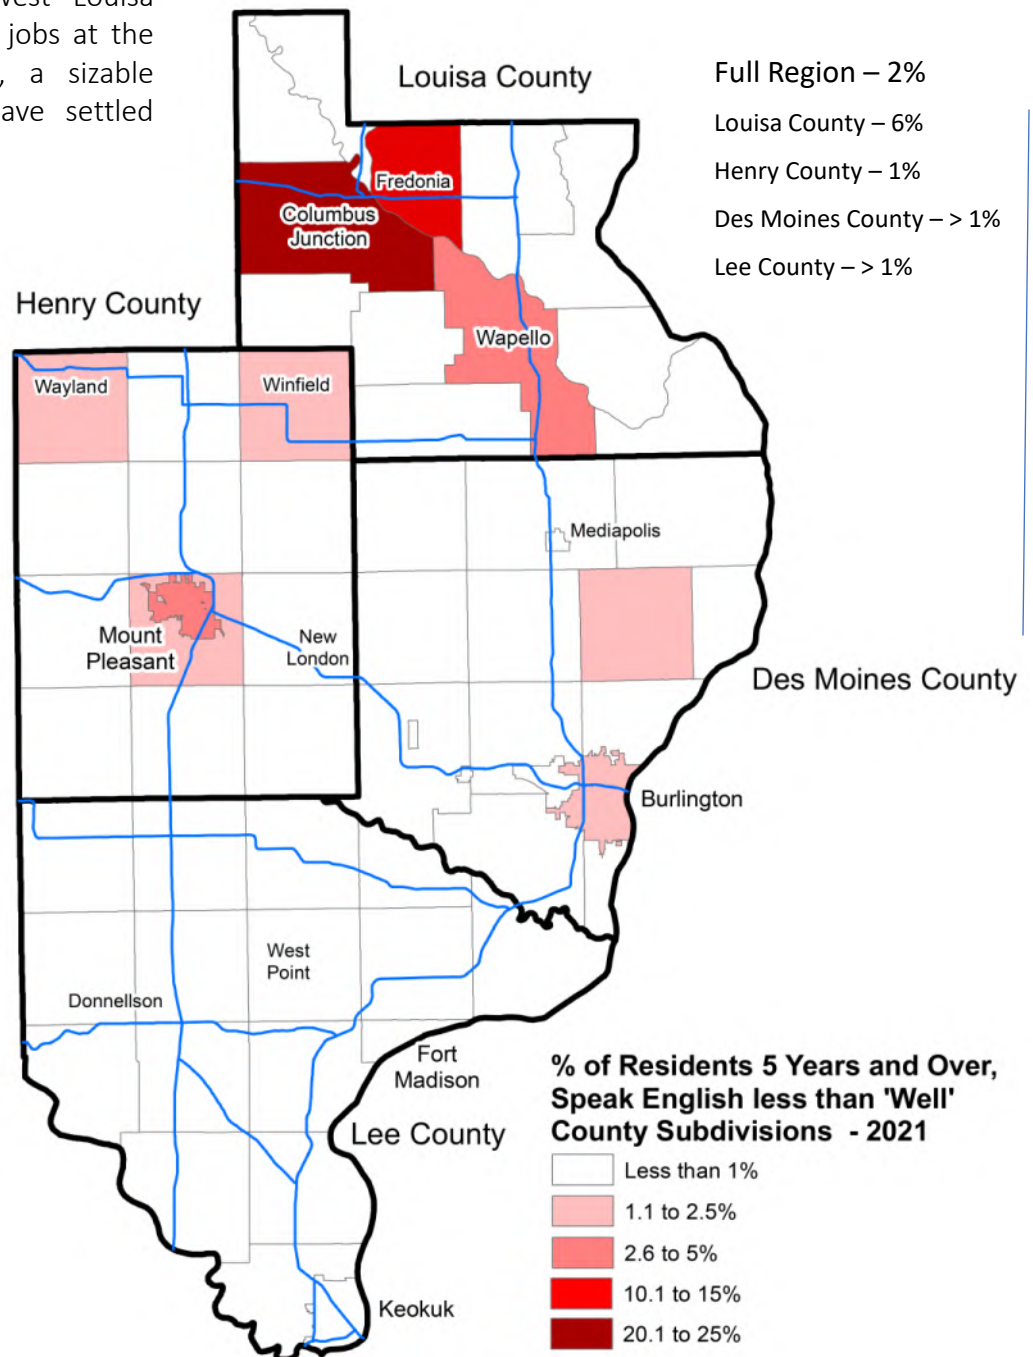 west Louisa
jobs at the
, a sizable
ave settled
Louisa County
Full Region – 2%
Louisa County – 6%
Henry County – 1%
Des Moines County – > 1%
Lee County – > 1%
Fredonia
Columbus
Junction
Henry County
Wapello
Wayland
Winfield
Mediapolis
Mount
Pleasant
New
London
Des Moines County
Burlington
West
Point
Donnellson
Fort
Madison
Lee County
Keokuk
% of Residents 5 Years and Over,
Speak English less than 'Well'
County Subdivisions - 2021
Less than 1%
1.1 to 2.5%
2.6 to 5%
10.1 to 15%
20.1 to 25%